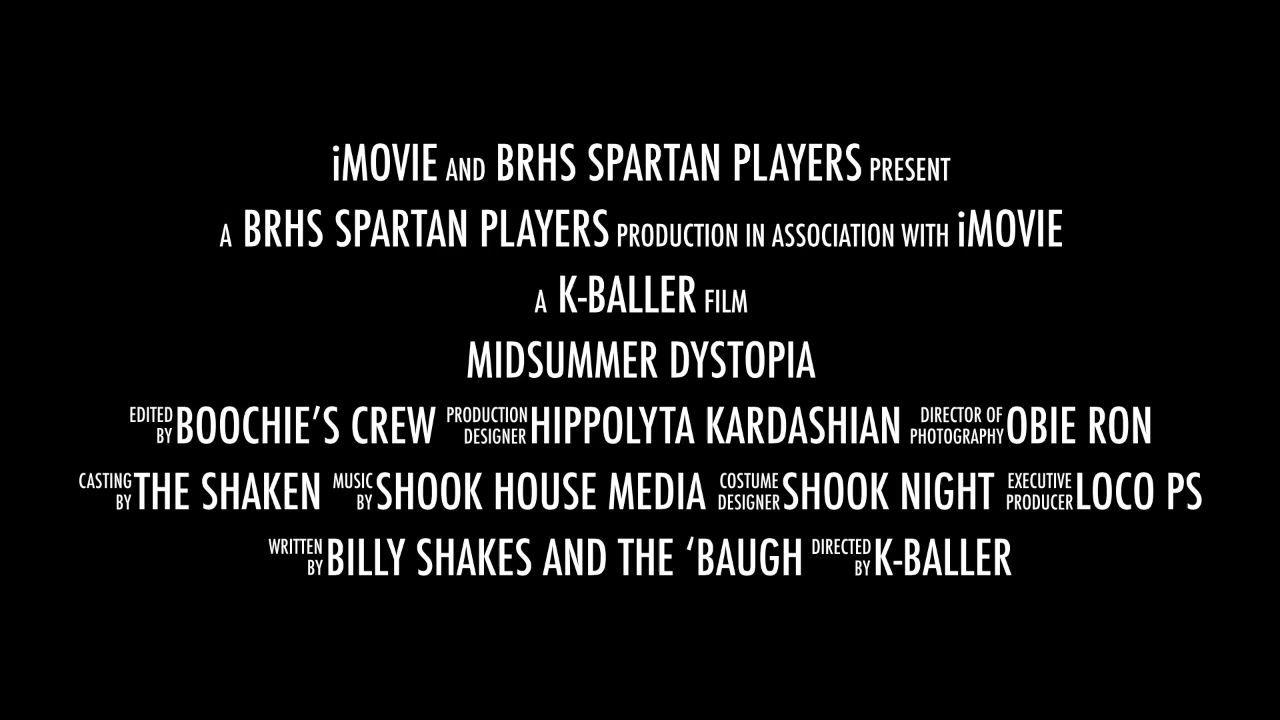 iMOVIE AND BRHS SPARTAN PLAYERS PRESENT
A BRHS SPARTAN PLAYERS PRODUCTION IN ASSOCIATION WITH iMOVIE
A K-BALLER FILM
MIDSUMMER DYSTOPIA
EDITED BY BOOCHIE’S CREW PRODUCTION DESIGNER HIPPOLYTA KARDASHIAN DIRECTOR OF PHOTOGRAPHY OBIE RON
CASTING BY THE SHAKEN MUSIC BY SHOOK HOUSE MEDIA COSTUME DESIGNER SHOOK NIGHT EXECUTIVE PRODUCER LOCO PS
WRITTEN BY BILLY SHAKES AND THE ‘BAUGH DIRECTED BY K-BALLER